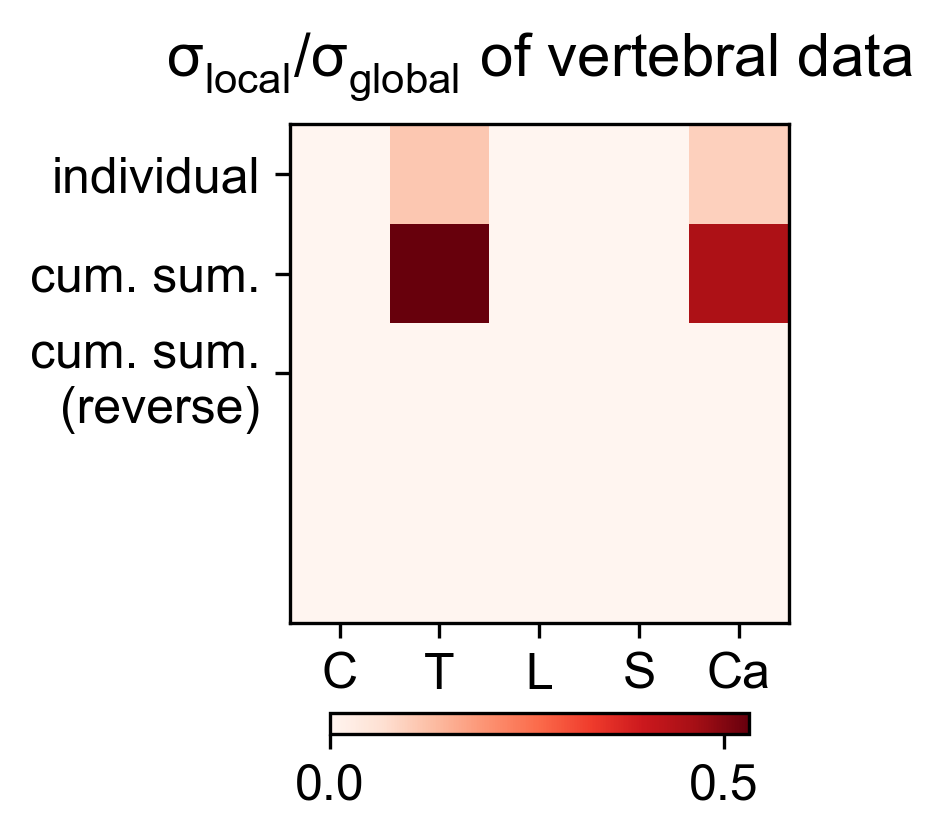 σlocal/σglobal of vertebral data
individual
cum. sum.
cum. sum.
(reverse)
C T L S Ca
0.0 0.5